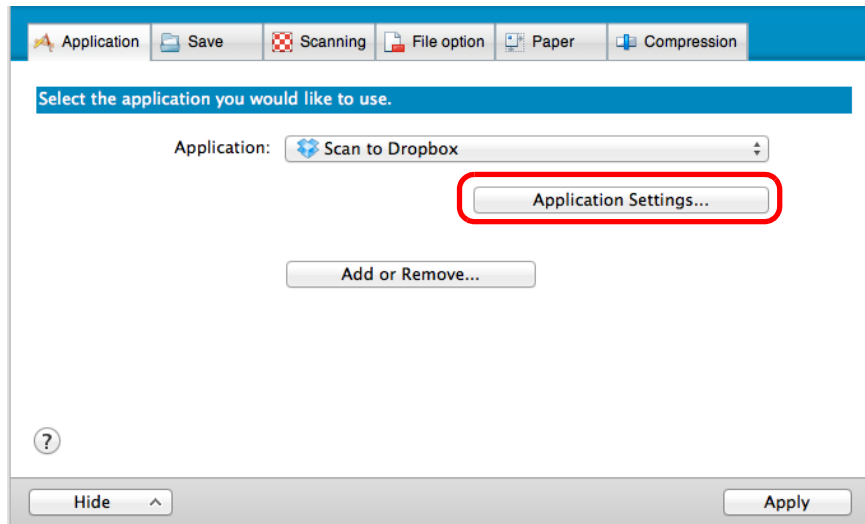 Application Save Scanning File option Paper Compression
Select the application you would like to use.
Application: Scan to Dropbox
Application Settings...
Add or Remove...
?
Hide Apply